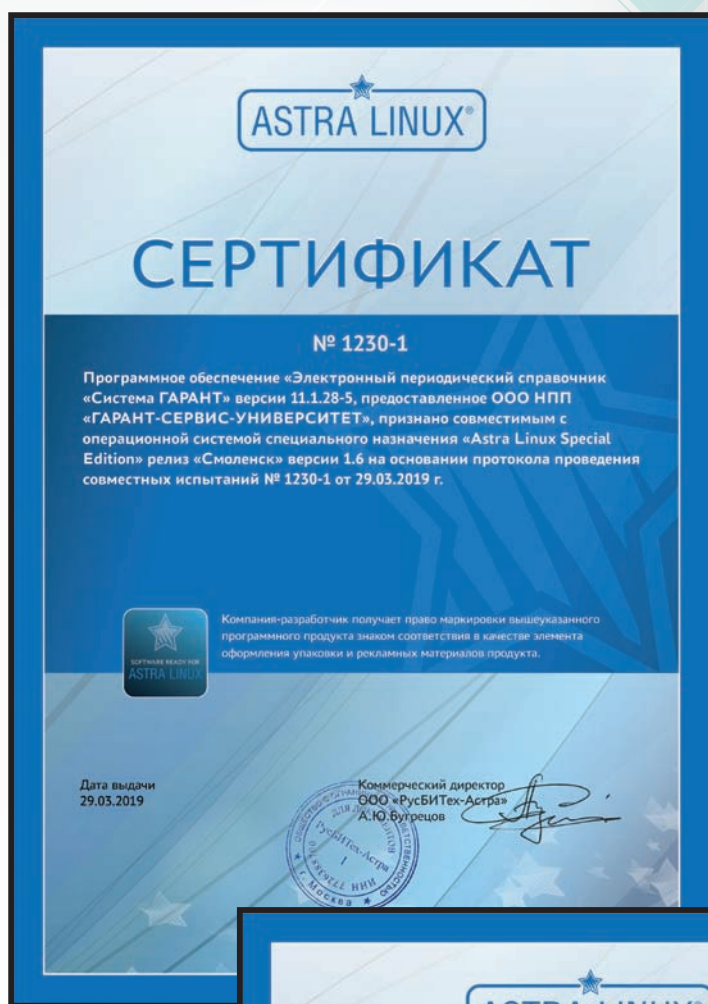 ASTRA LINUX®
СЕРТИФИКАТ
№ 1230-1
Программное обеспечение «Электронный периодический справочник
«Система ГАРАНТ» версии 11.1.28-5, предоставленное ООО НПП
«ГАРАНТ-СЕРВИС-УНИВЕРСИТЕТ», признано совместимым с
операционной системой специального назначения «Astra Linux Special
Edition» релиз «Смоленск» версии 1.6 на основании протокола проведения
совместных испытаний № 1230-1 от 29.03.2019 г.
Компания-разработчик получает право маркировки вышеуказанного
программного продукта знаком соответствия в качестве элемента
оформления упаковки и рекламных материалов продукта.
SOFTWARE READY FOR
ASTRA LINUX
Дата выдачи
29.03.2019
Коммерческий директор
ООО «РусБИТех-Астра»
А.Ю.Бугрецов
ДЛЯ ДОКУМЕНТОВ
РусБИТех-Астра
1
г. Москва
ASTRA LINUX®